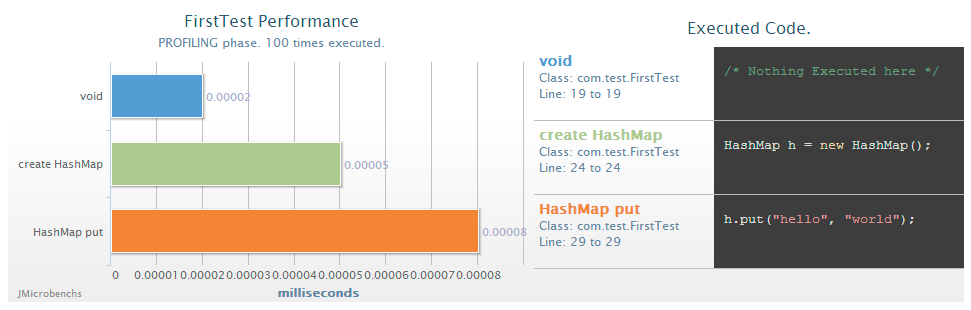 FirstTest Performance
PROFILING phase. 100 times executed.
void
0.00002
create HashMap
0.00005
HashMap put
0.00008
0 0.00001 0.00002 0.00003 0.00004 0.00005 0.00006 0.00007 0.00008
milliseconds
JMicrobenchs
Executed Code.
void
Class: com.test.FirstTest
Line: 19 to 19
/* Nothing Executed here */
create HashMap
Class: com.test.FirstTest
Line: 24 to 24
HashMap h = new HashMap();
HashMap put
Class: com.test.FirstTest
Line: 29 to 29
h.put("hello", "world");